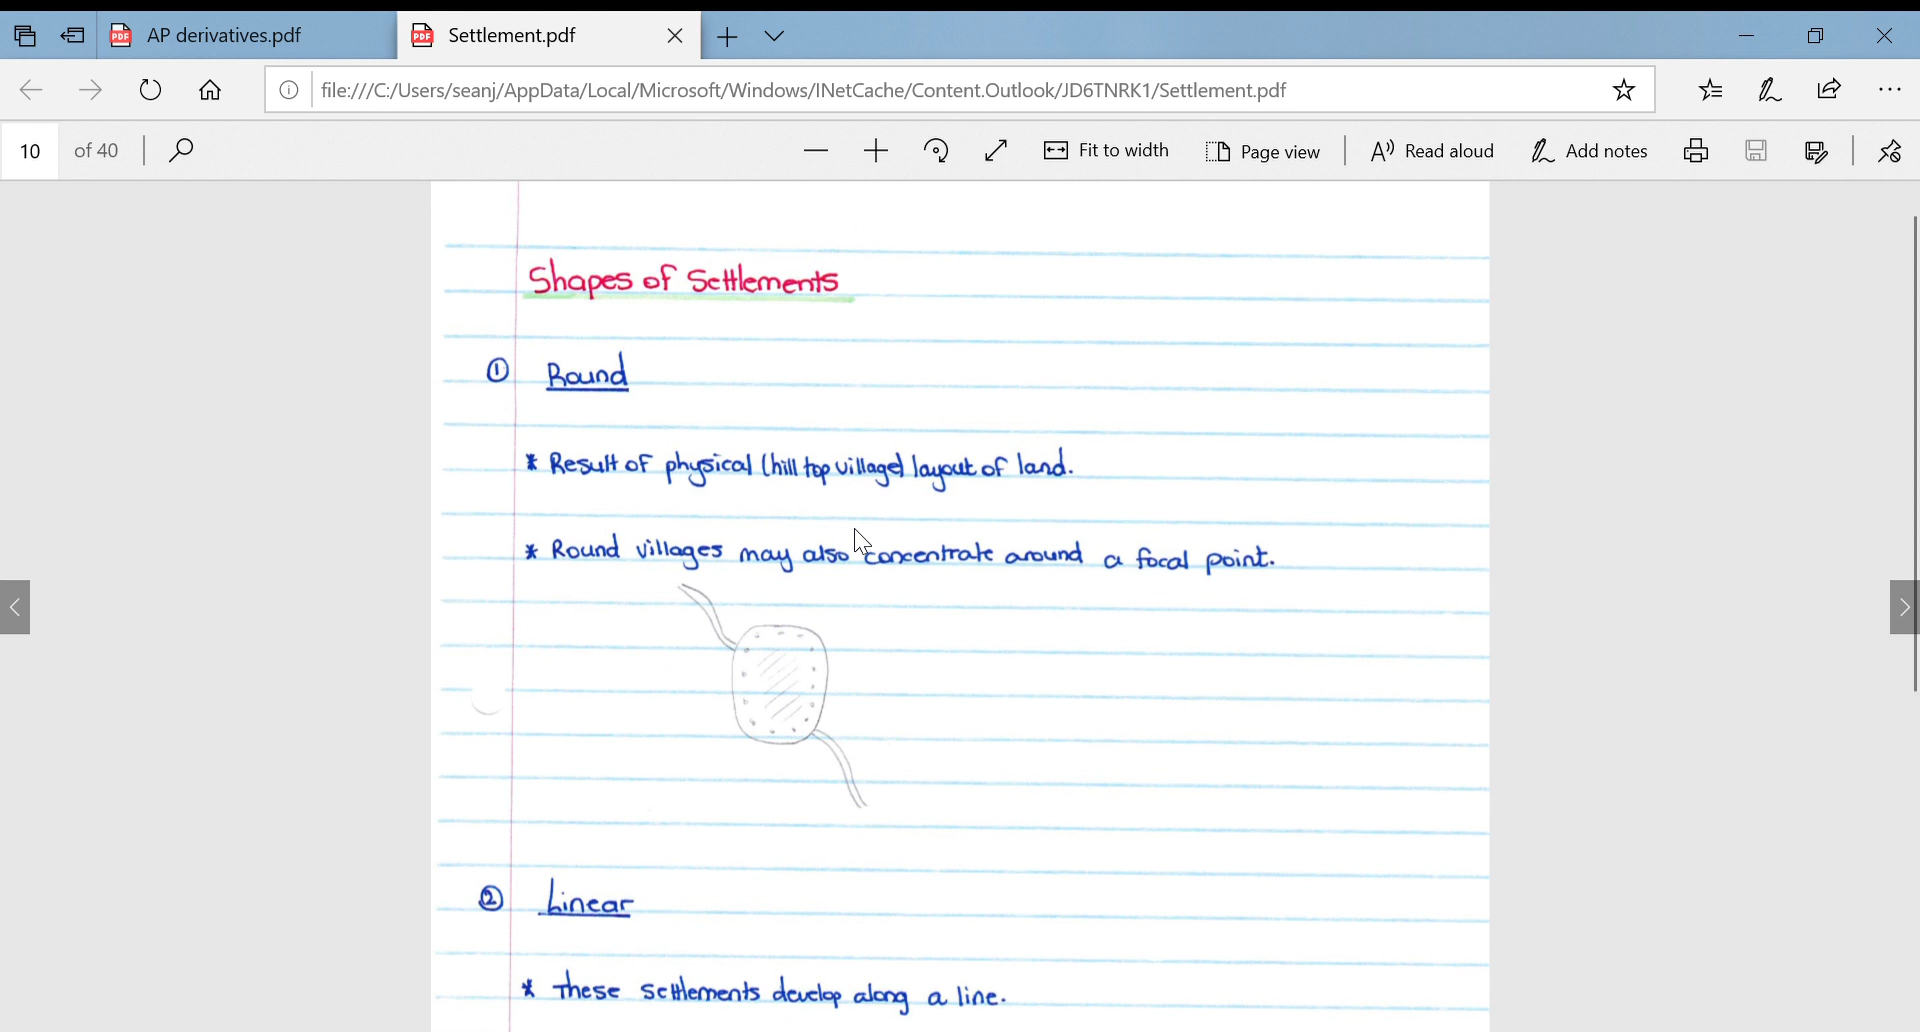 AP derivatives.pdf
Settlement.pdf
file:///C:/Users/seanj/AppData/Local/Microsoft/Windows/INetCache/Content.Outlook/JD6TNRK1/Settlement.pdf
10 of 40
Fit to width
Page view
Read aloud
Add notes
Shapes of Settlements
① Round
* Result of physical (hill top village) layout of land.
* Round villages may also concentrate around a focal point.
② Linear
* These settlements develop along a line.